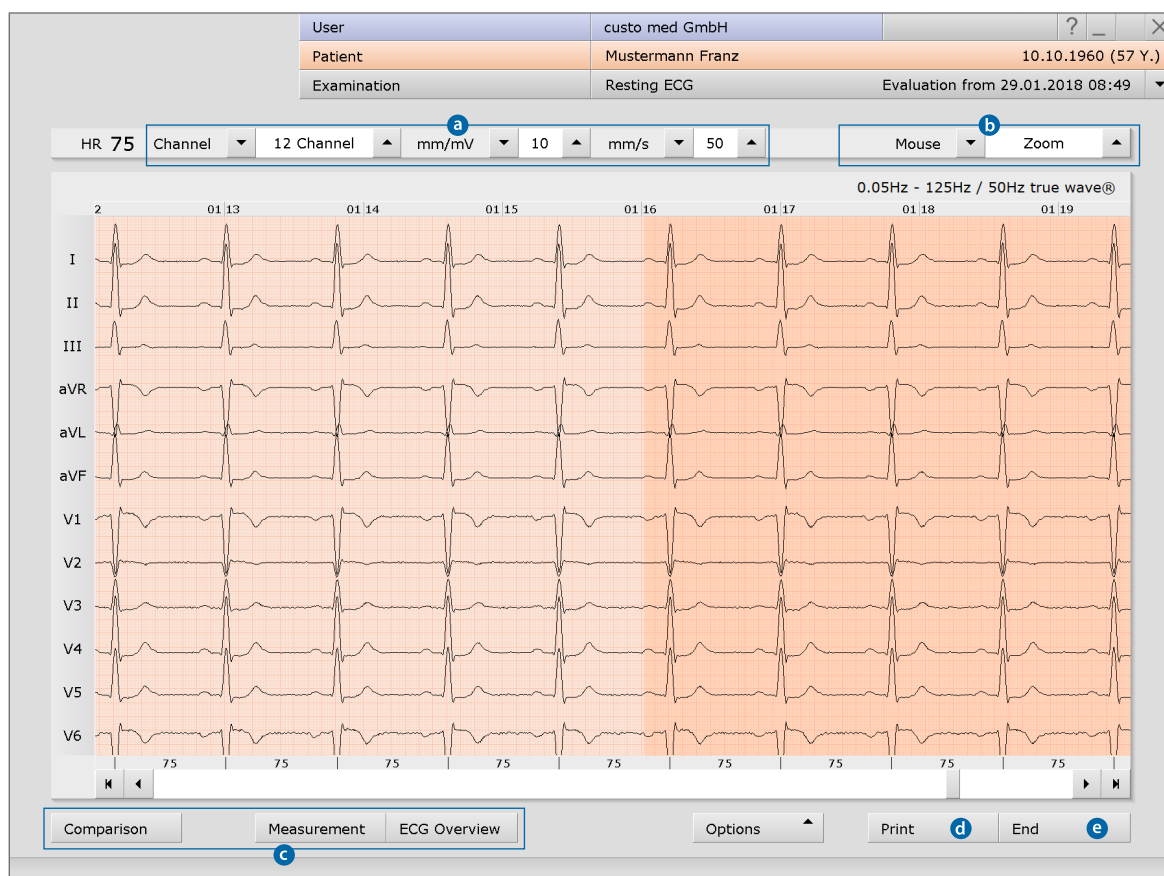 User custo med GmbH ? _ X
Patient Mustermann Franz 10.10.1960 (57 Y.)
Examination Resting ECG Evaluation from 29.01.2018 08:49
a b
HR 75 Channel 12 Channel mm/mV 10 mm/s 50 Mouse Zoom
0.05Hz - 125Hz / 50Hz true wave®
2 01 13 01 14 01 15 01 16 01 17 01 18 01 19
I
II
III
aVR
aVL
aVF
V1
V2
V3
V4
V5
V6
75 75 75 75 75 75 75 75 75
Comparison Measurement ECG Overview Options Print d End e
c